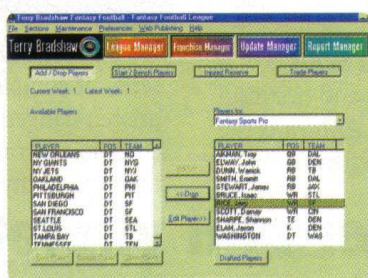 Terry Bradshaw Fantasy Football - Fantasy Football League
File Sections Maintenance Preferences Web Publishing Help
Terry Bradshaw League Manager Franchise Manager Update Manager Report Manager
Add / Drop Players Start / Bench Players Injured Reserve Trade Players
Current Week: 1 Latest Week: 1
Available Players
Players for:
Fantasy Sports Pro
PLAYER POS TEAM
NEW ORLEANS DT NO
NY GIANTS DT NYG
NY JETS DT NYJ
OAKLAND DT OAK
PHILADELPHIA DT PHI
PITTSBURGH DT PIT
SAN DIEGO DT SF
SAN FRANCISCO DT SF
SEATTLE DT SEA
ST.LOUIS DT STL
TAMPA BAY DT TB
TENNESSEE DT TEN
<<Drop
Edit Player>>
PLAYER POS TEAM
AIKMAN, Troy QB DAL
ELWAY, John QB DEN
DUNN, Warrick RB TB
SMITH, Emmitt RB DAL
STEWART, James RB JAX
BRUCE, Isaac WR STL
RICE, Jerry WR SF
SCOTT, Darnay WR CIN
SHARPE, Shannon TE DEN
ELAM, Jason K DEN
WASHINGTON DT WAS
Drafted Players